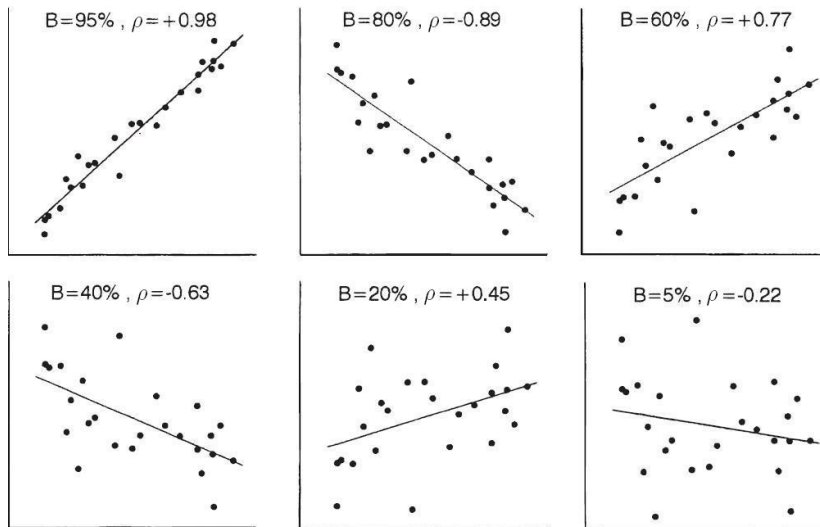 B=95% , ρ=+0.98
B=80% , ρ=-0.89
B=60% , ρ=+0.77
B=40% , ρ=-0.63
B=20% , ρ=+0.45
B=5% , ρ=-0.22